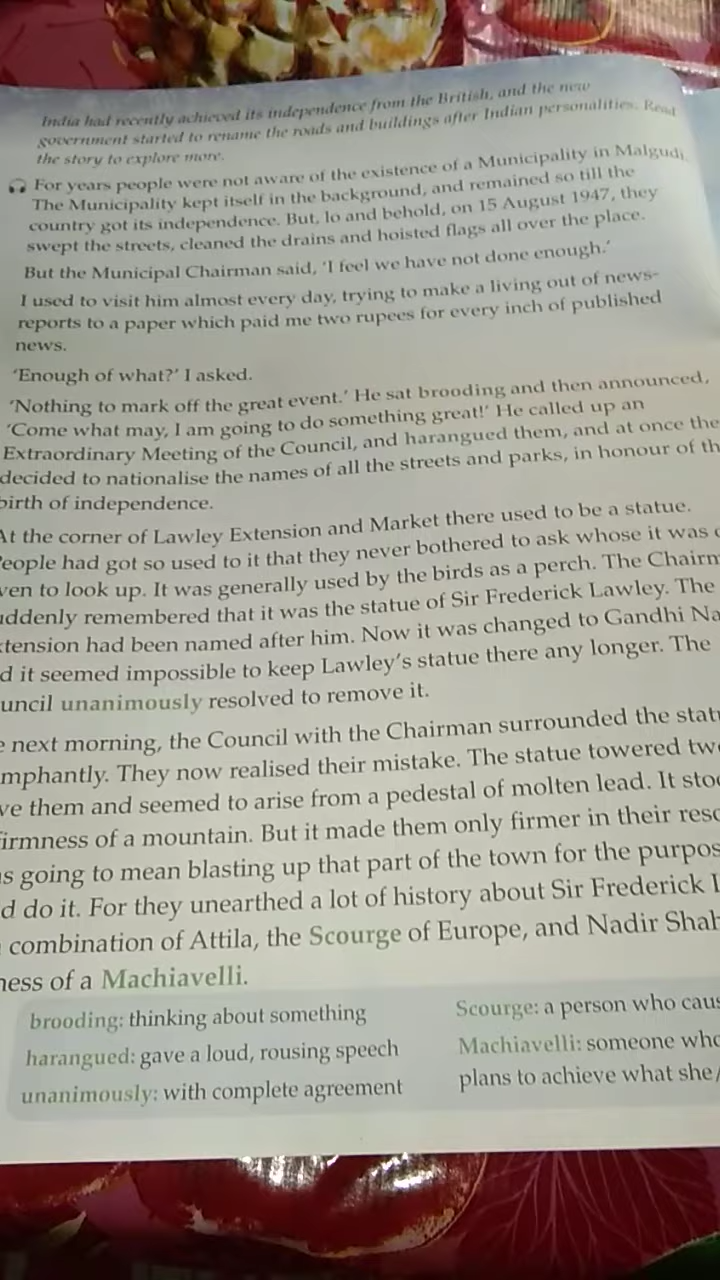 India had recently achieved its independence from the British, and the new
government started to rename the roads and buildings after Indian personalities. Read
the story to explore more.
For years people were not aware of the existence of a Municipality in Malgudi.
The Municipality kept itself in the background, and remained so till the
country got its independence. But, lo and behold, on 15 August 1947, they
swept the streets, cleaned the drains and hoisted flags all over the place.
But the Municipal Chairman said, ‘I feel we have not done enough.’
I used to visit him almost every day, trying to make a living out of news-
reports to a paper which paid me two rupees for every inch of published
news.
‘Enough of what?’ I asked.
‘Nothing to mark off the great event.’ He sat brooding and then announced,
‘Come what may, I am going to do something great!’ He called up an
Extraordinary Meeting of the Council, and harangued them, and at once the
decided to nationalise the names of all the streets and parks, in honour of th
birth of independence.
At the corner of Lawley Extension and Market there used to be a statue.
People had got so used to it that they never bothered to ask whose it was
ven to look up. It was generally used by the birds as a perch. The Chairm
uddenly remembered that it was the statue of Sir Frederick Lawley. The
xtension had been named after him. Now it was changed to Gandhi Na
d it seemed impossible to keep Lawley’s statue there any longer. The
uncil unanimously resolved to remove it.
e next morning, the Council with the Chairman surrounded the statu
mphantly. They now realised their mistake. The statue towered twe
ve them and seemed to arise from a pedestal of molten lead. It stoo
firmness of a mountain. But it made them only firmer in their reso
as going to mean blasting up that part of the town for the purpos
d do it. For they unearthed a lot of history about Sir Frederick L
combination of Attila, the Scourge of Europe, and Nadir Shah
ness of a Machiavelli.
brooding: thinking about something
harangued: gave a loud, rousing speech
unanimously: with complete agreement
Scourge: a person who caus
Machiavelli: someone who
plans to achieve what she/